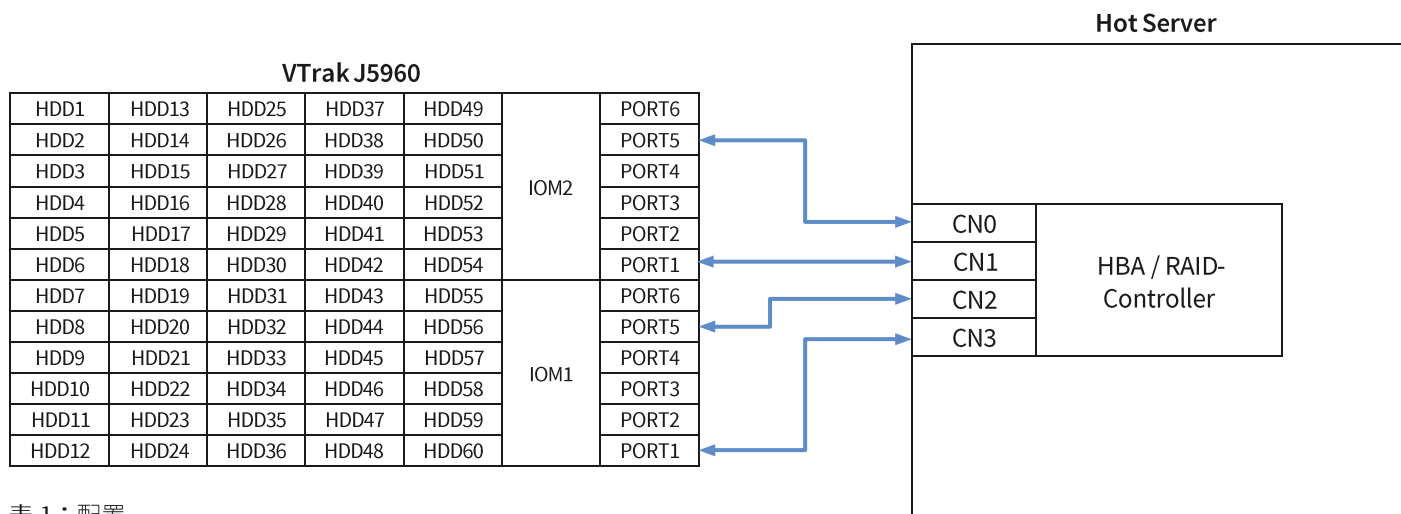 Hot Server
VTrak J5960
HDD1 HDD13 HDD25 HDD37 HDD49 PORT6
HDD2 HDD14 HDD26 HDD38 HDD50 PORT5
HDD3 HDD15 HDD27 HDD39 HDD51 PORT4
IOM2
HDD4 HDD16 HDD28 HDD40 HDD52 PORT3
HDD5 HDD17 HDD29 HDD41 HDD53 PORT2
HDD6 HDD18 HDD30 HDD42 HDD54 PORT1
HDD7 HDD19 HDD31 HDD43 HDD55 PORT6
HDD8 HDD20 HDD32 HDD44 HDD56 PORT5
HDD9 HDD21 HDD33 HDD45 HDD57 PORT4
IOM1
HDD10 HDD22 HDD34 HDD46 HDD58 PORT3
HDD11 HDD23 HDD35 HDD47 HDD59 PORT2
HDD12 HDD24 HDD36 HDD48 HDD60 PORT1
CN0
CN1
CN2
CN3
HBA / RAID-
Controller
表 1：配置